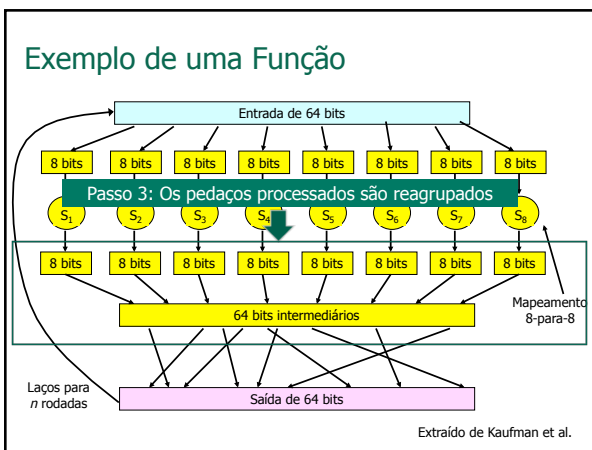 Exemplo de uma Função
Entrada de 64 bits
8 bits 8 bits 8 bits 8 bits 8 bits 8 bits 8 bits 8 bits
Passo 3: Os pedaços processados são reagrupados
S1 S2 S3 S4 S5 S6 S7 S8
8 bits 8 bits 8 bits 8 bits 8 bits 8 bits 8 bits 8 bits
Mapeamento
8-para-8
64 bits intermediários
Laços para
n rodadas
Saída de 64 bits
Extraído de Kaufman et al.